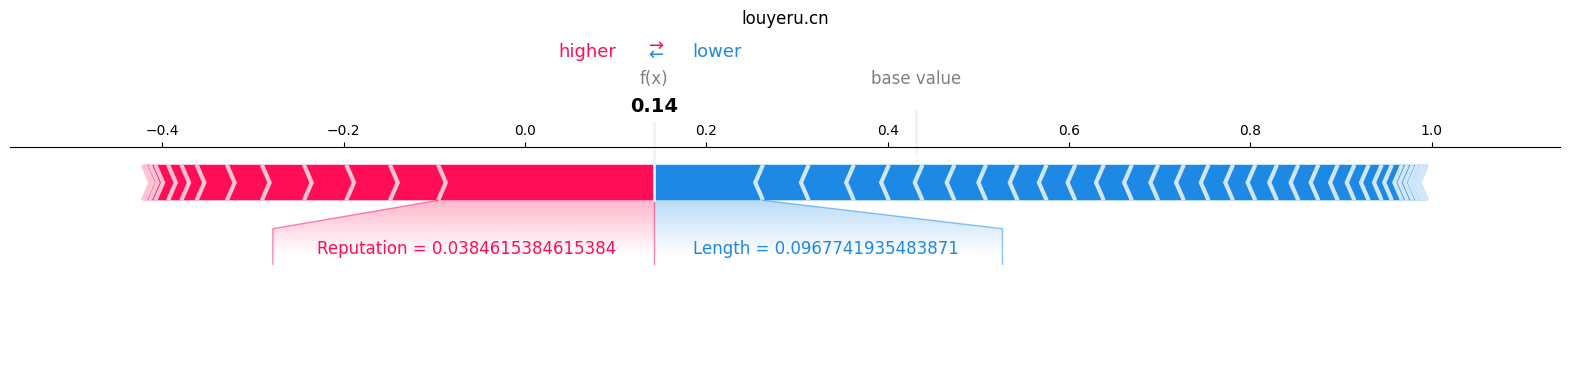 louyeru.cn
higher ⇄ lower
f(x) base value
0.14
−0.4 −0.2 0.0 0.2 0.4 0.6 0.8 1.0
Reputation = 0.0384615384615384 Length = 0.0967741935483871